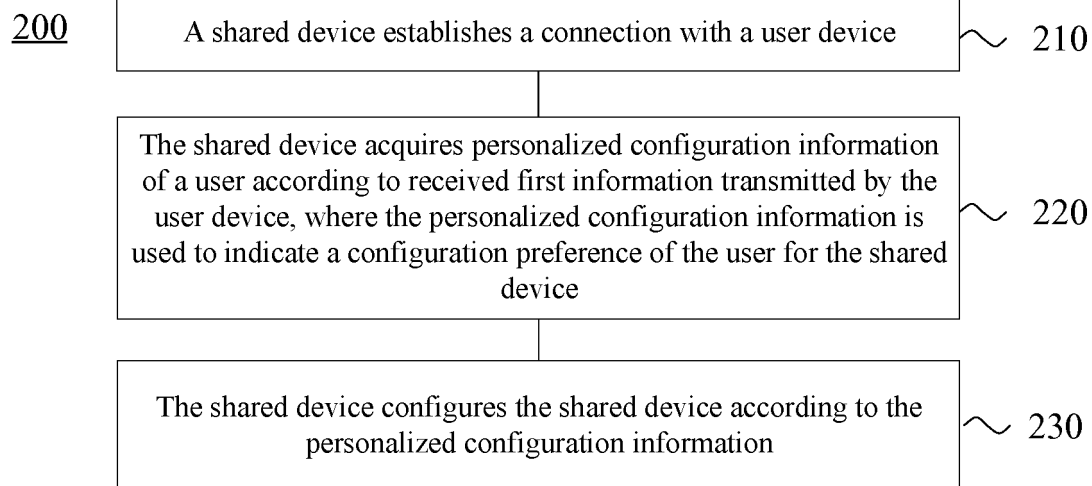 200
A shared device establishes a connection with a user device
210
The shared device acquires personalized configuration information
of a user according to received first information transmitted by the
user device, where the personalized configuration information is
used to indicate a configuration preference of the user for the shared
device
220
The shared device configures the shared device according to the
personalized configuration information
230